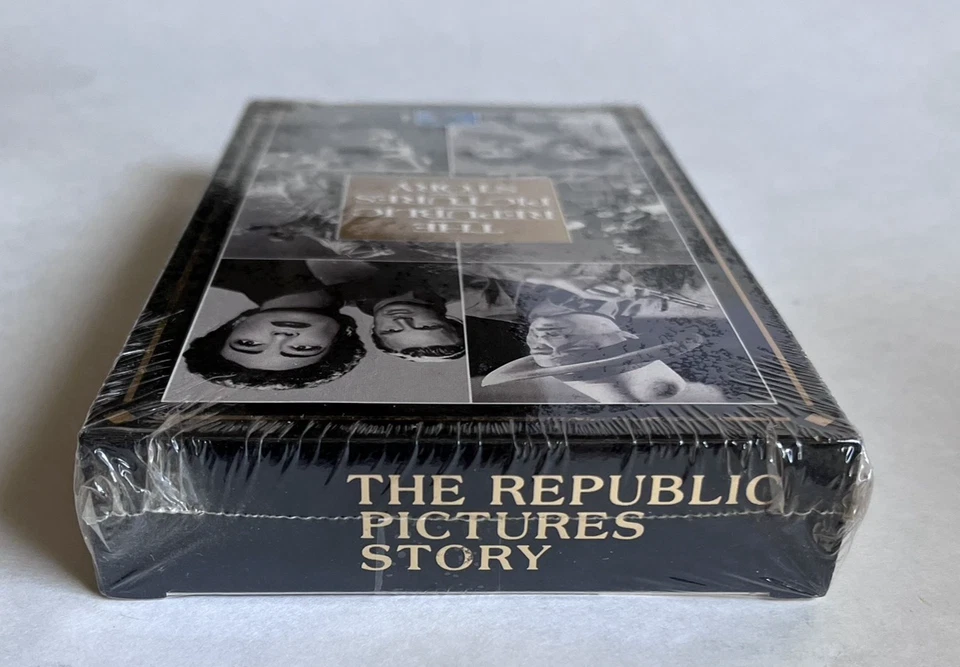 THE
REPUBLIC
PICTURES
STORY
THE REPUBLIC
PICTURES
STORY